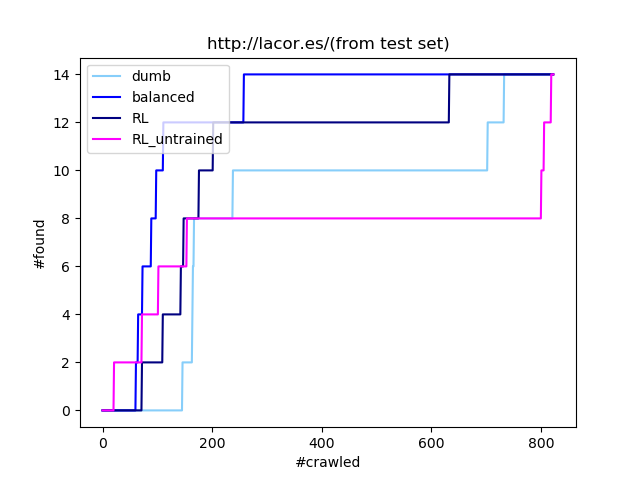 http://lacor.es/(from test set)
dumb
balanced
RL
RL_untrained
#found
14
12
10
8
6
4
2
0
0 200 400 600 800
#crawled